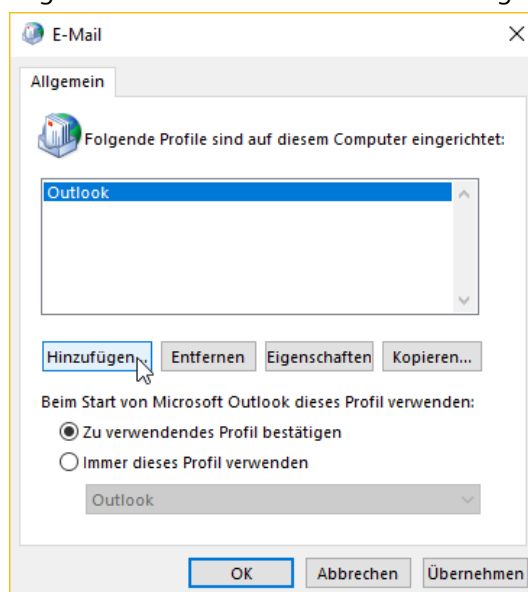 E-Mail
Allgemein
Folgende Profile sind auf diesem Computer eingerichtet:
Outlook
Hinzufügen... Entfernen Eigenschaften Kopieren...
Beim Start von Microsoft Outlook dieses Profil verwenden:
Zu verwendendes Profil bestätigen
Immer dieses Profil verwenden
Outlook
OK Abbrechen Übernehmen